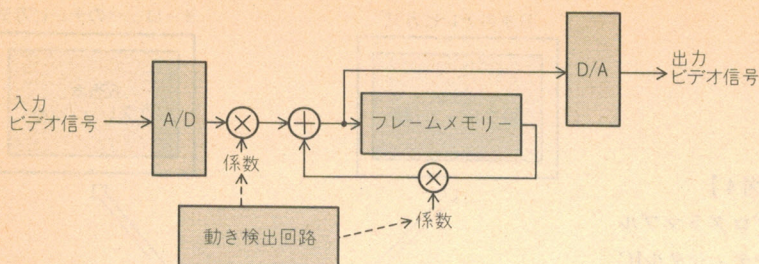 入力
ビデオ信号
A/D
×
係数
+
フレームメモリー
×
係数
動き検出回路
D/A
出力
ビデオ信号